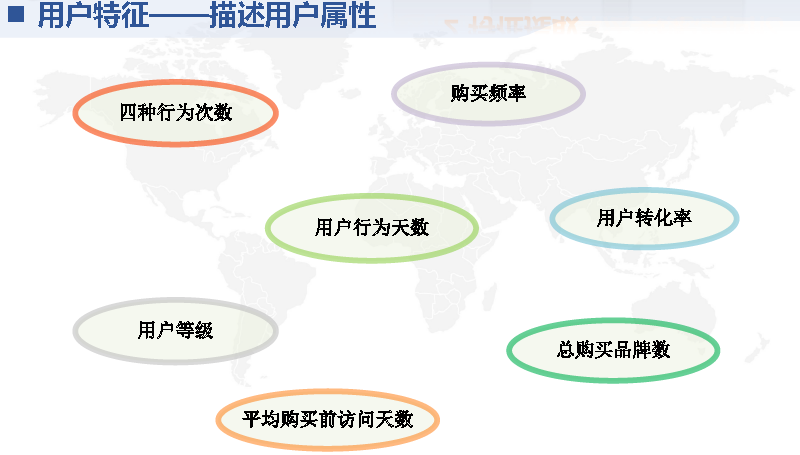 用户特征——描述用户属性
四种行为次数
购买频率
用户行为天数
用户转化率
用户等级
总购买品牌数
平均购买前访问天数